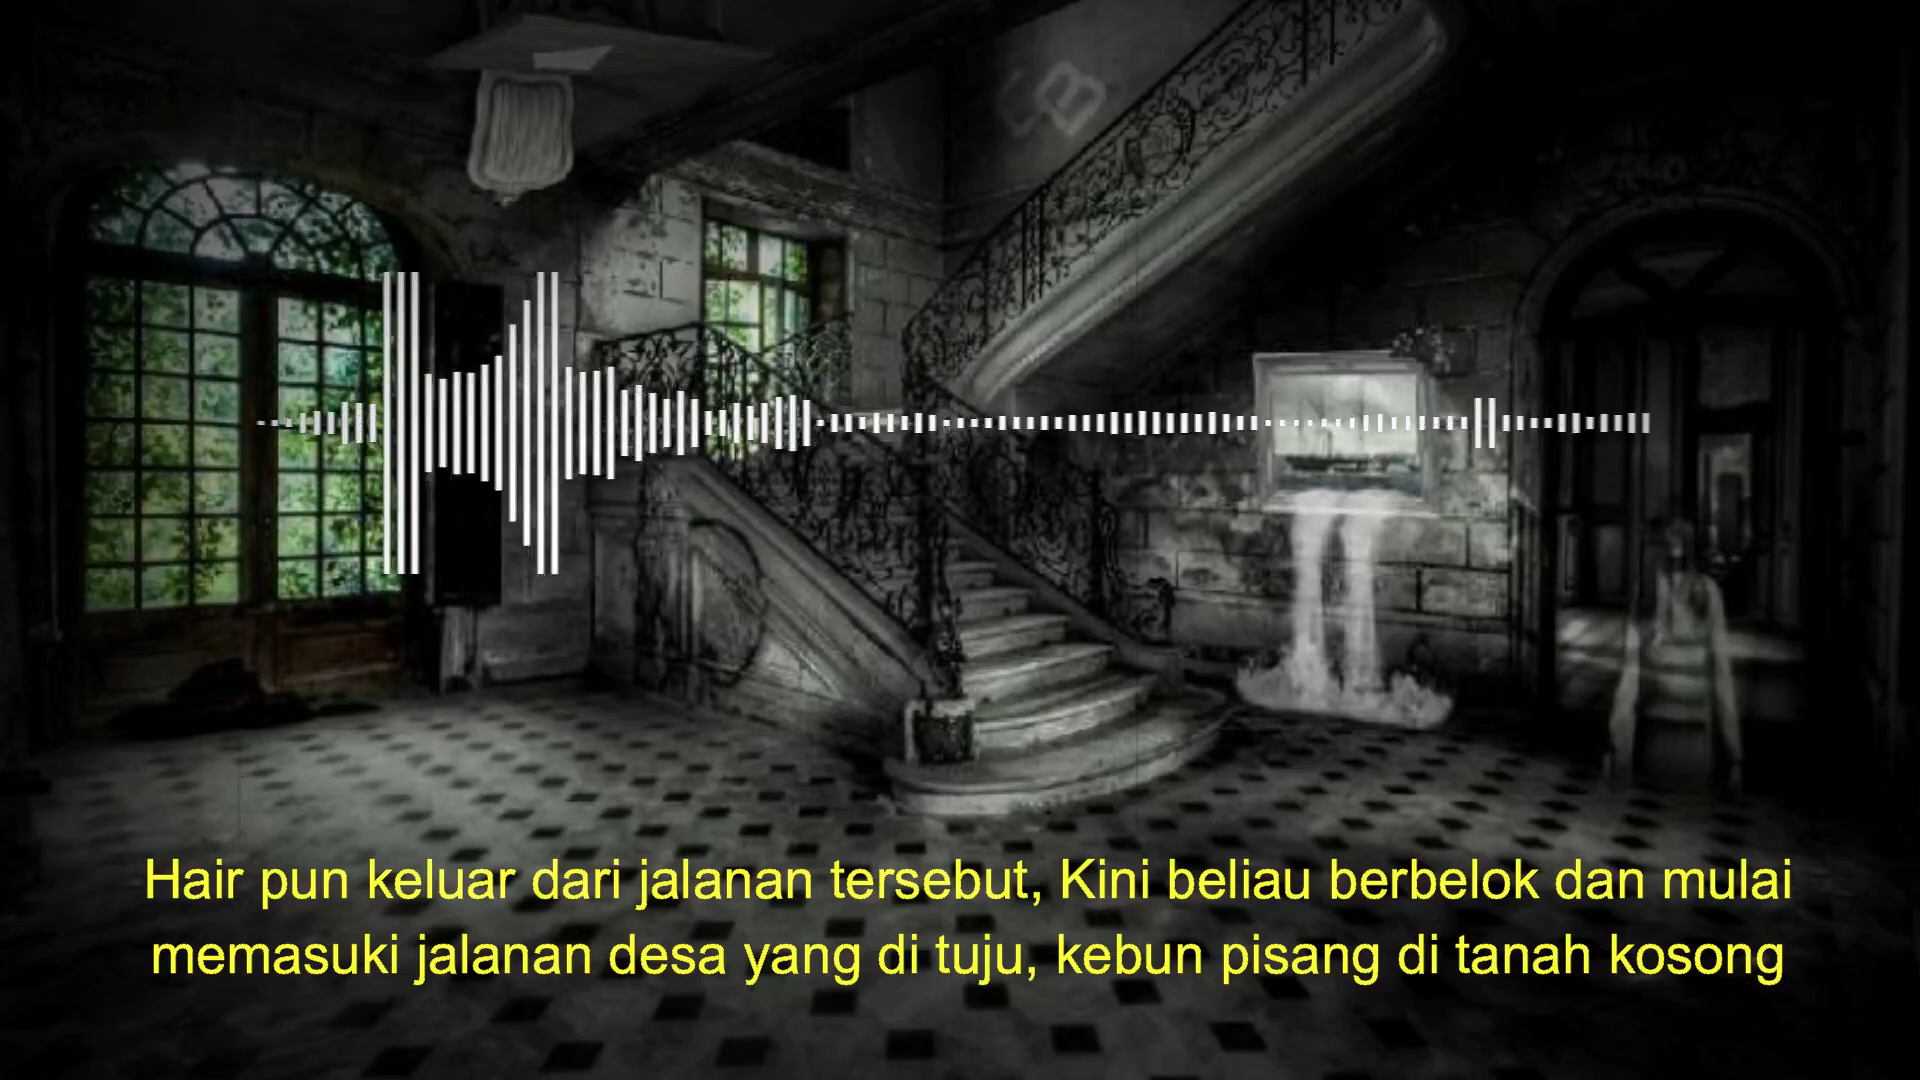 Hair pun keluar dari jalanan tersebut, Kini beliau berbelok dan mulai
memasuki jalanan desa yang di tuju, kebun pisang di tanah kosong